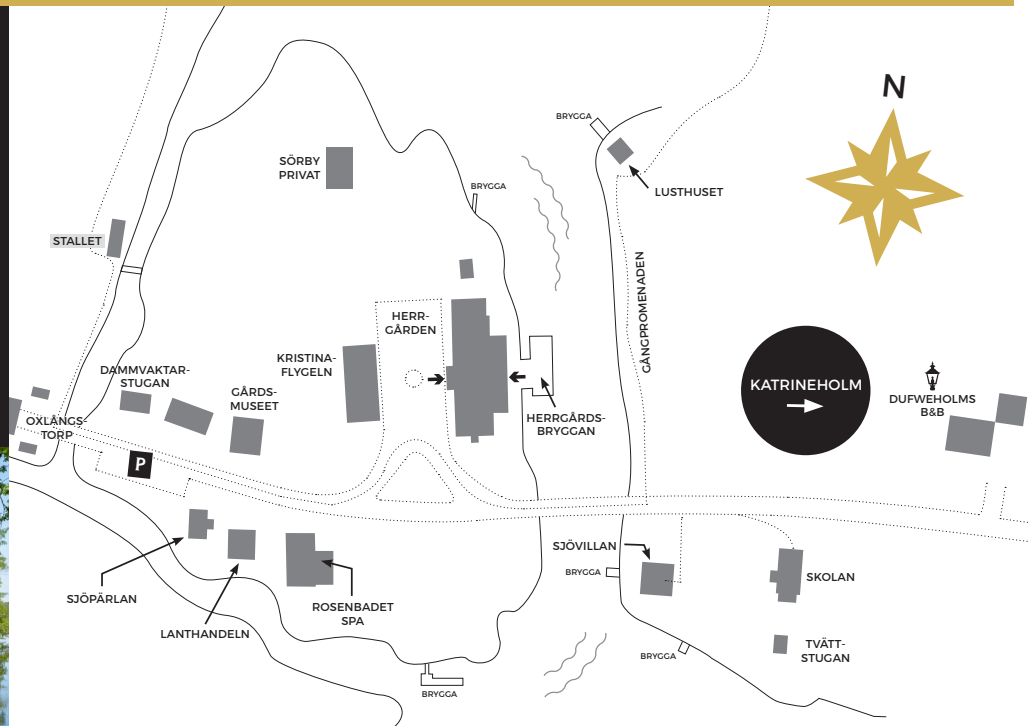 N
BRYGGA
SÖRBY
PRIVAT
BRYGGA
LUSTHUSET
STALLET
GÅNGPROMENADEN
HERR-
GÅRDEN
KRISTINA-
FLYGELN
DAMMVAKTAR-
STUGAN
GÅRDS-
MUSEET
KATRINEHOLM
DUFWEHOLMS
B&B
OXLÅNGS-
TORP
HERRGÅRDS-
BRYGGAN
P
SJÖVILLAN
BRYGGA
SKOLAN
SJÖPÄRLAN
ROSENBADET
SPA
LANTHANDELN
TVÄTT-
STUGAN
BRYGGA
BRYGGA